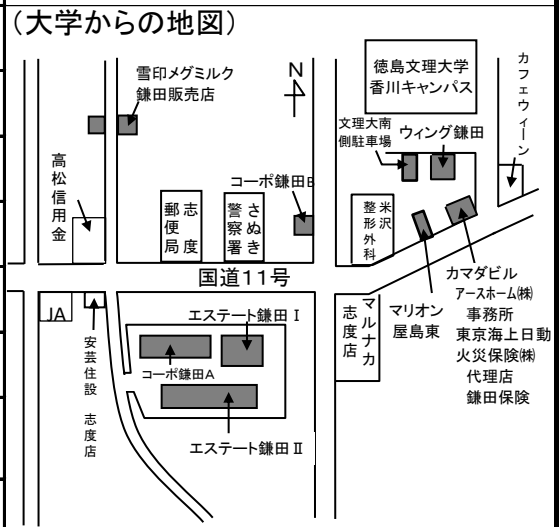 (大学からの地図)
雪印メグミルク
鎌田販売店
N
徳島文理大学
香川キャンパス
カフェウィーン
文理大南
側駐車場
ウィング鎌田
高松信用金
コーポ鎌田B
志度
郵便局
さぬき
警察署
米沢
整形外科
国道11号
カマダビル
アースホーム㈱
事務所
東京海上日動
火災保険㈱
代理店
鎌田保険
マリオン
屋島東
マルナカ
志度店
JA
安芸住設 志度店
エステート鎌田Ⅰ
コーポ鎌田A
エステート鎌田Ⅱ